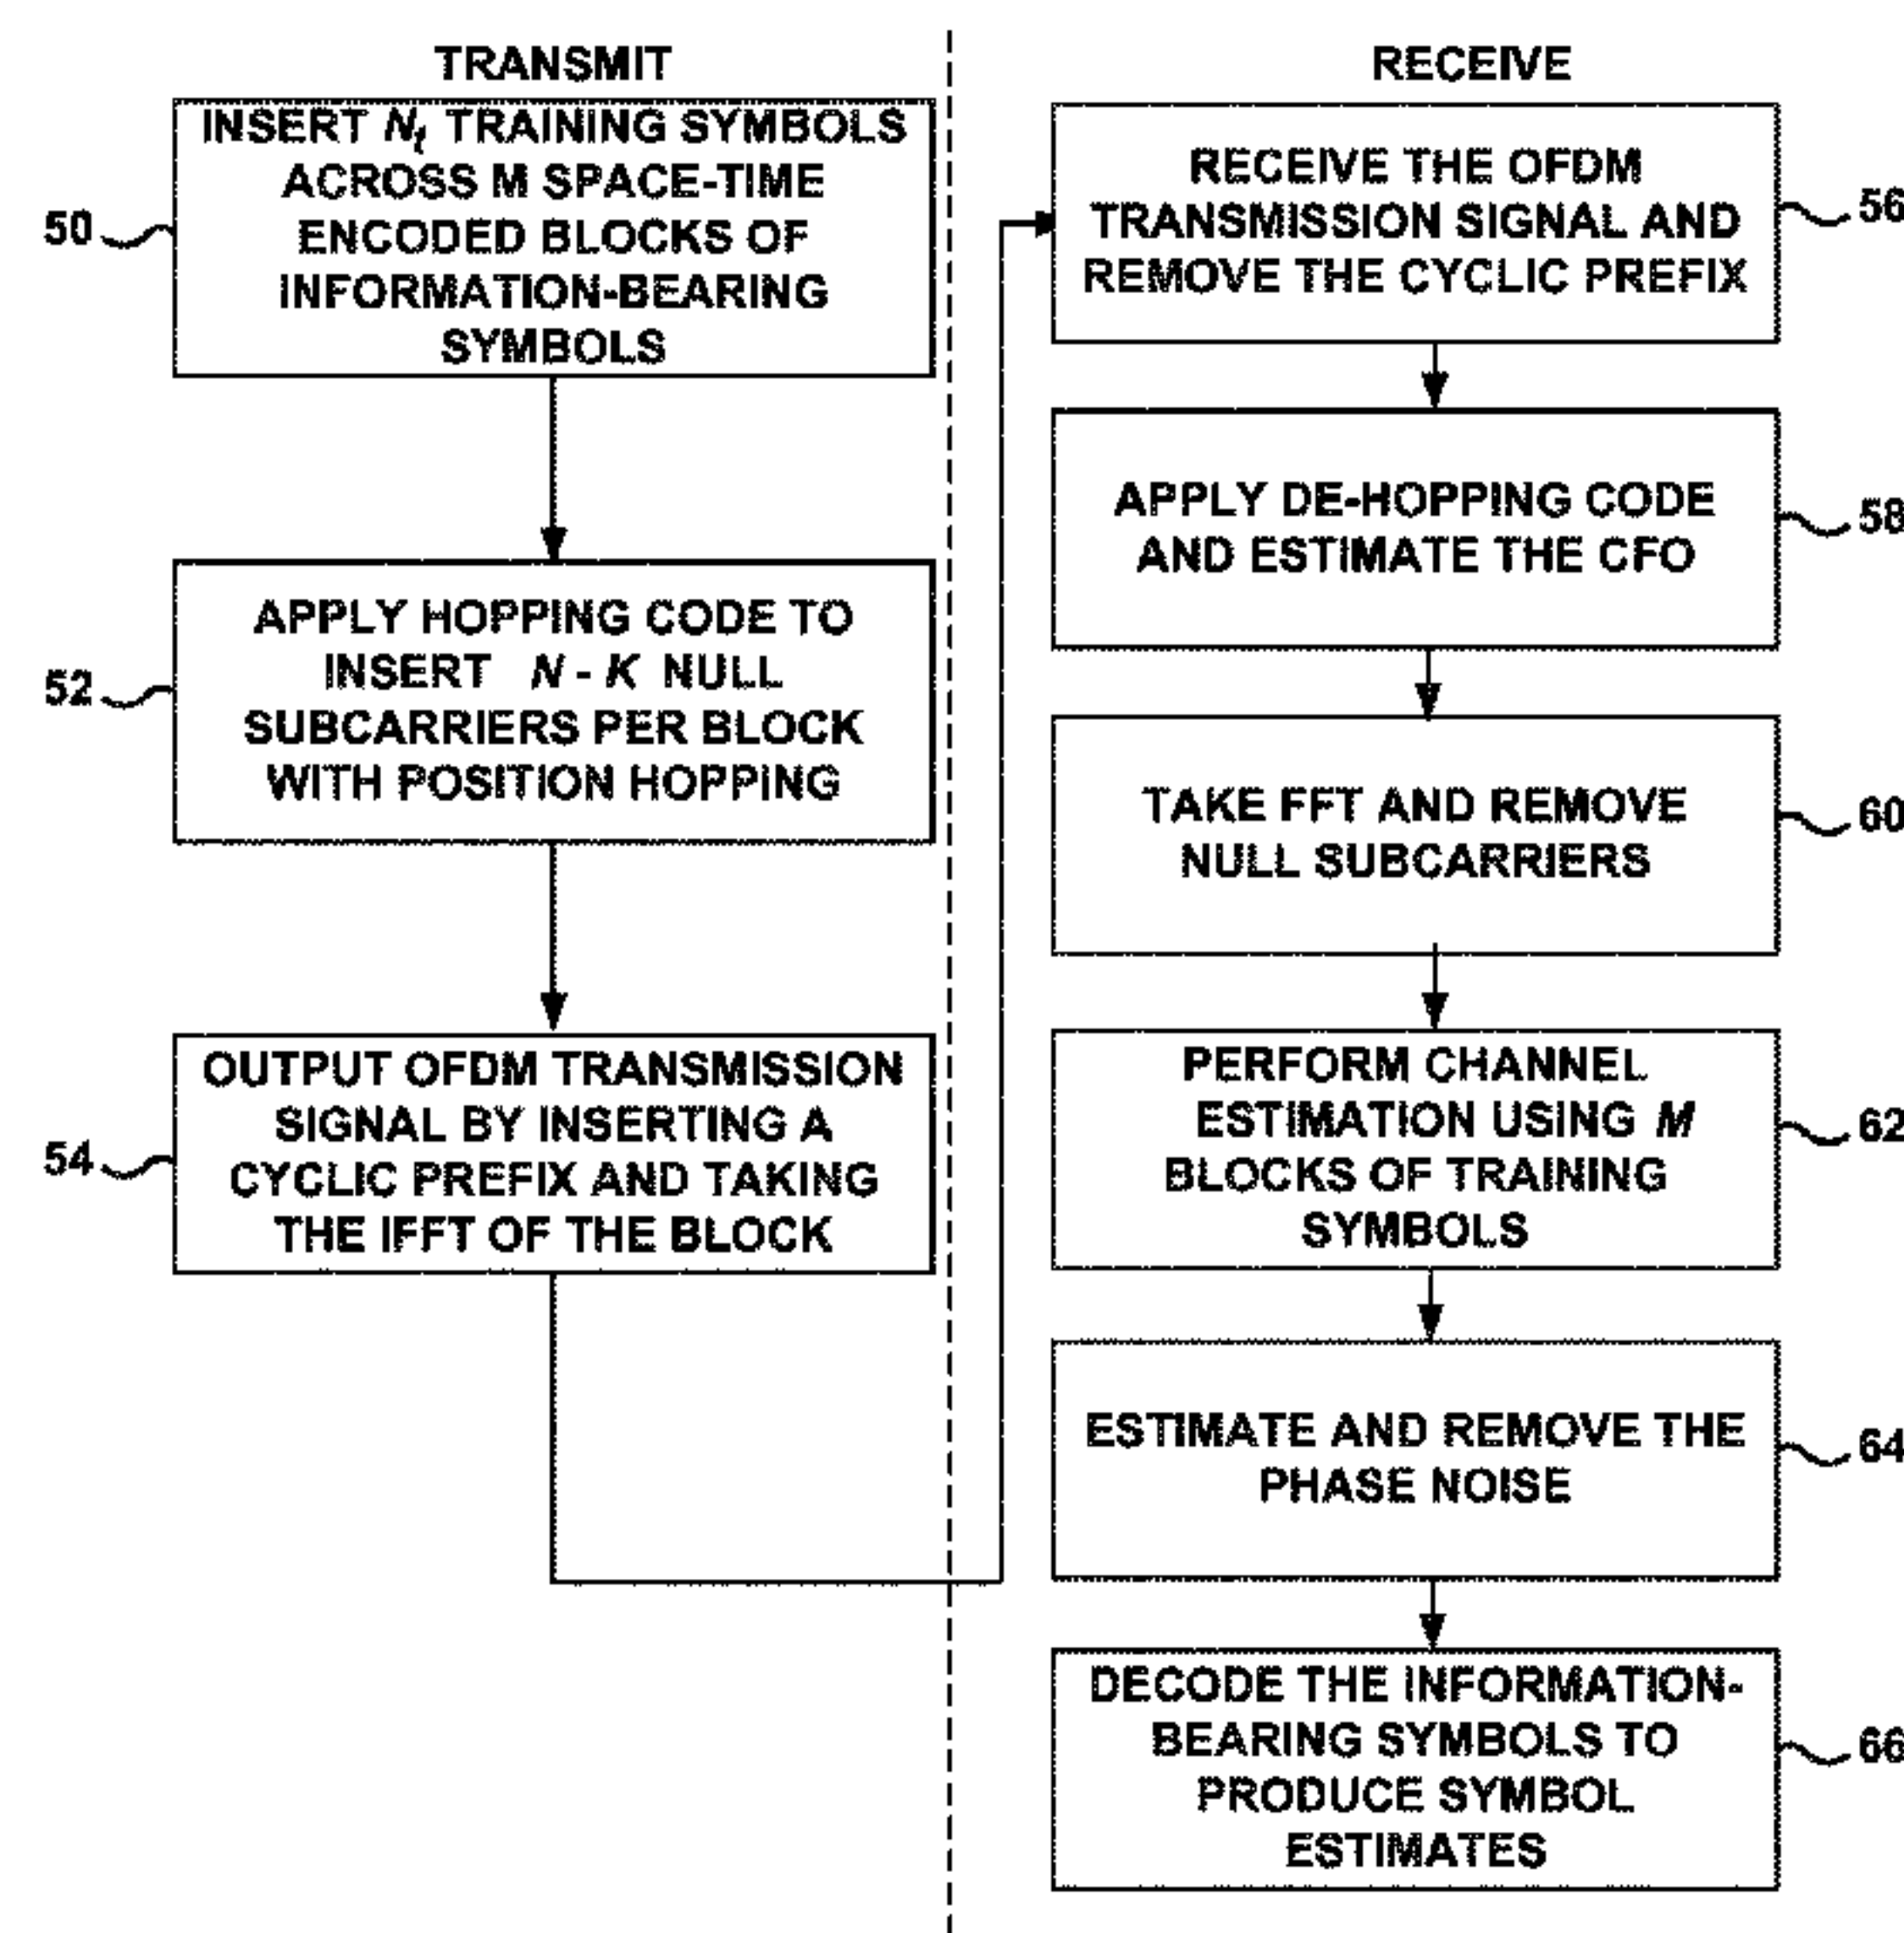 TRANSMIT
INSERT Nt TRAINING SYMBOLS
ACROSS M SPACE-TIME
ENCODED BLOCKS OF
INFORMATION-BEARING
SYMBOLS
50
APPLY HOPPING CODE TO
INSERT N - K NULL
SUBCARRIERS PER BLOCK
WITH POSITION HOPPING
52
OUTPUT OFDM TRANSMISSION
SIGNAL BY INSERTING A
CYCLIC PREFIX AND TAKING
THE IFFT OF THE BLOCK
54
RECEIVE
RECEIVE THE OFDM
TRANSMISSION SIGNAL AND
REMOVE THE CYCLIC PREFIX
56
APPLY DE-HOPPING CODE
AND ESTIMATE THE CFO
58
TAKE FFT AND REMOVE
NULL SUBCARRIERS
60
PERFORM CHANNEL
ESTIMATION USING M
BLOCKS OF TRAINING
SYMBOLS
62
ESTIMATE AND REMOVE THE
PHASE NOISE
64
DECODE THE INFORMATION-
BEARING SYMBOLS TO
PRODUCE SYMBOL
ESTIMATES
66